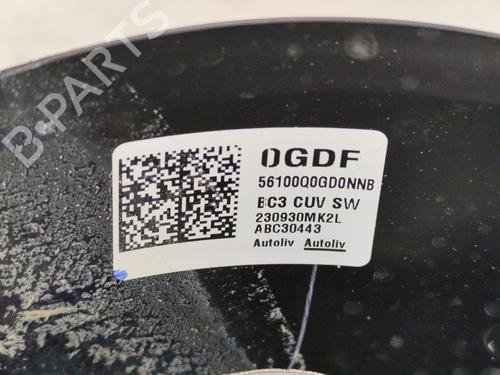 0GDF
56100Q0GD0NNB
BC3 CUV SW
230930MK2L
ABC30443
Autoliv Autoliv
B-PARTS